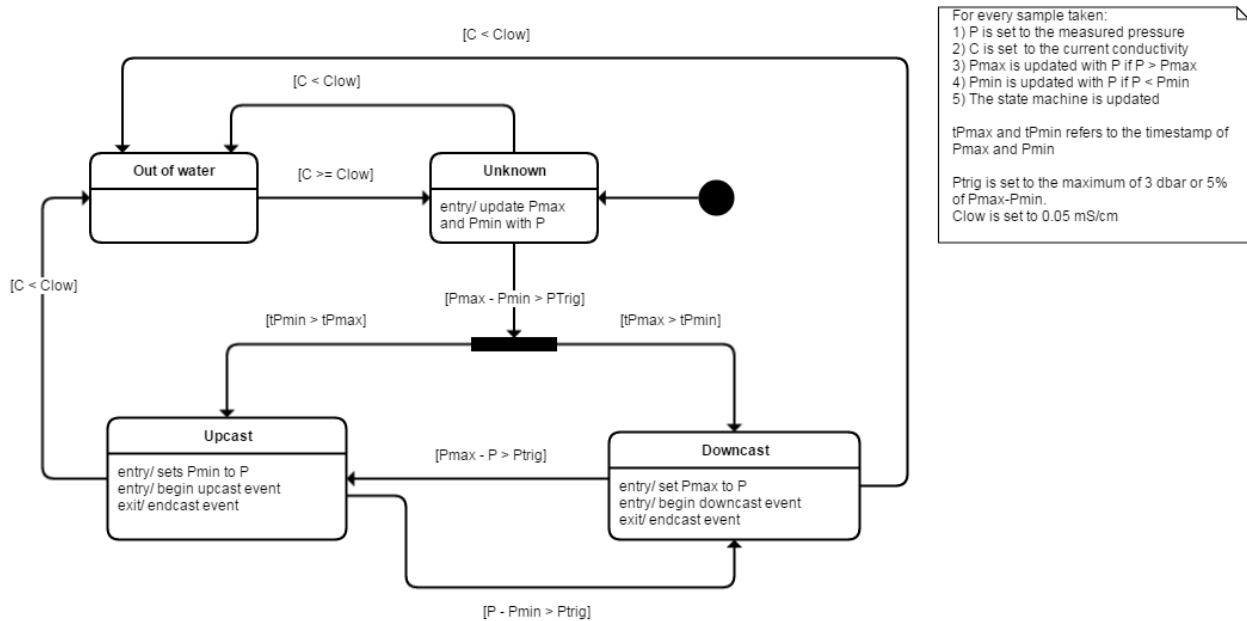 [C < Clow]
For every sample taken:
1) P is set to the measured pressure
2) C is set to the current conductivity
3) Pmax is updated with P if P > Pmax
4) Pmin is updated with P if P < Pmin
5) The state machine is updated
tPmax and tPmin refers to the timestamp of
Pmax and Pmin
Ptrig is set to the maximum of 3 dbar or 5%
of Pmax-Pmin.
Clow is set to 0.05 mS/cm
[C < Clow]
Out of water
[C >= Clow]
Unknown
entry/ update Pmax
and Pmin with P
[C < Clow]
[Pmax - Pmin > PTrig]
[tPmin > tPmax]
[tPmax > tPmin]
Upcast
entry/ sets Pmin to P
entry/ begin upcast event
exit/ endcast event
[Pmax - P > Ptrig]
Downcast
entry/ set Pmax to P
entry/ begin downcast event
exit/ endcast event
[P - Pmin > Ptrig]